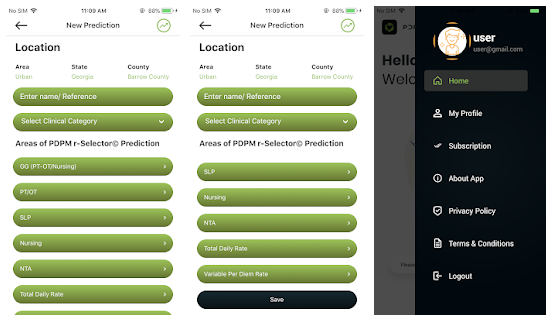 No SIM
11:09 AM
88%
New Prediction
Location
Area
State
County
Urban
Georgia
Barrow County
Enter name/ Reference
Select Clinical Category
Areas of PDPM r-Selector© Prediction
GG (PT-OT/Nursing)
PT/OT
SLP
Nursing
NTA
Total Daily Rate
No SIM
11:09 AM
88%
New Prediction
Location
Area
State
County
Urban
Georgia
Barrow County
Enter name/ Reference
Select Clinical Category
Areas of PDPM r-Selector© Prediction
SLP
Nursing
NTA
Total Daily Rate
Variable Per Diem Rate
Save
No SIM
Hello
Welc
user
user@gmail.com
Home
My Profile
Subscription
About App
Privacy Policy
Terms & Conditions
Logout